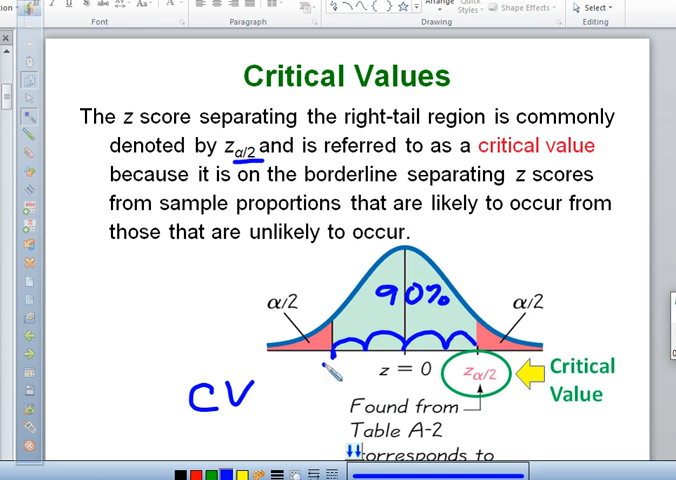 Arrange
Quick
Styles
Shape Effects
Select
Font
Paragraph
Drawing
Editing
Critical Values
The z score separating the right-tail region is commonly
denoted by zα/2 and is referred to as a critical value
because it is on the borderline separating z scores
from sample proportions that are likely to occur from
those that are unlikely to occur.
90%
α/2
α/2
z = 0
zα/2
Critical
Value
CV
Found from
Table A-2
corresponds to